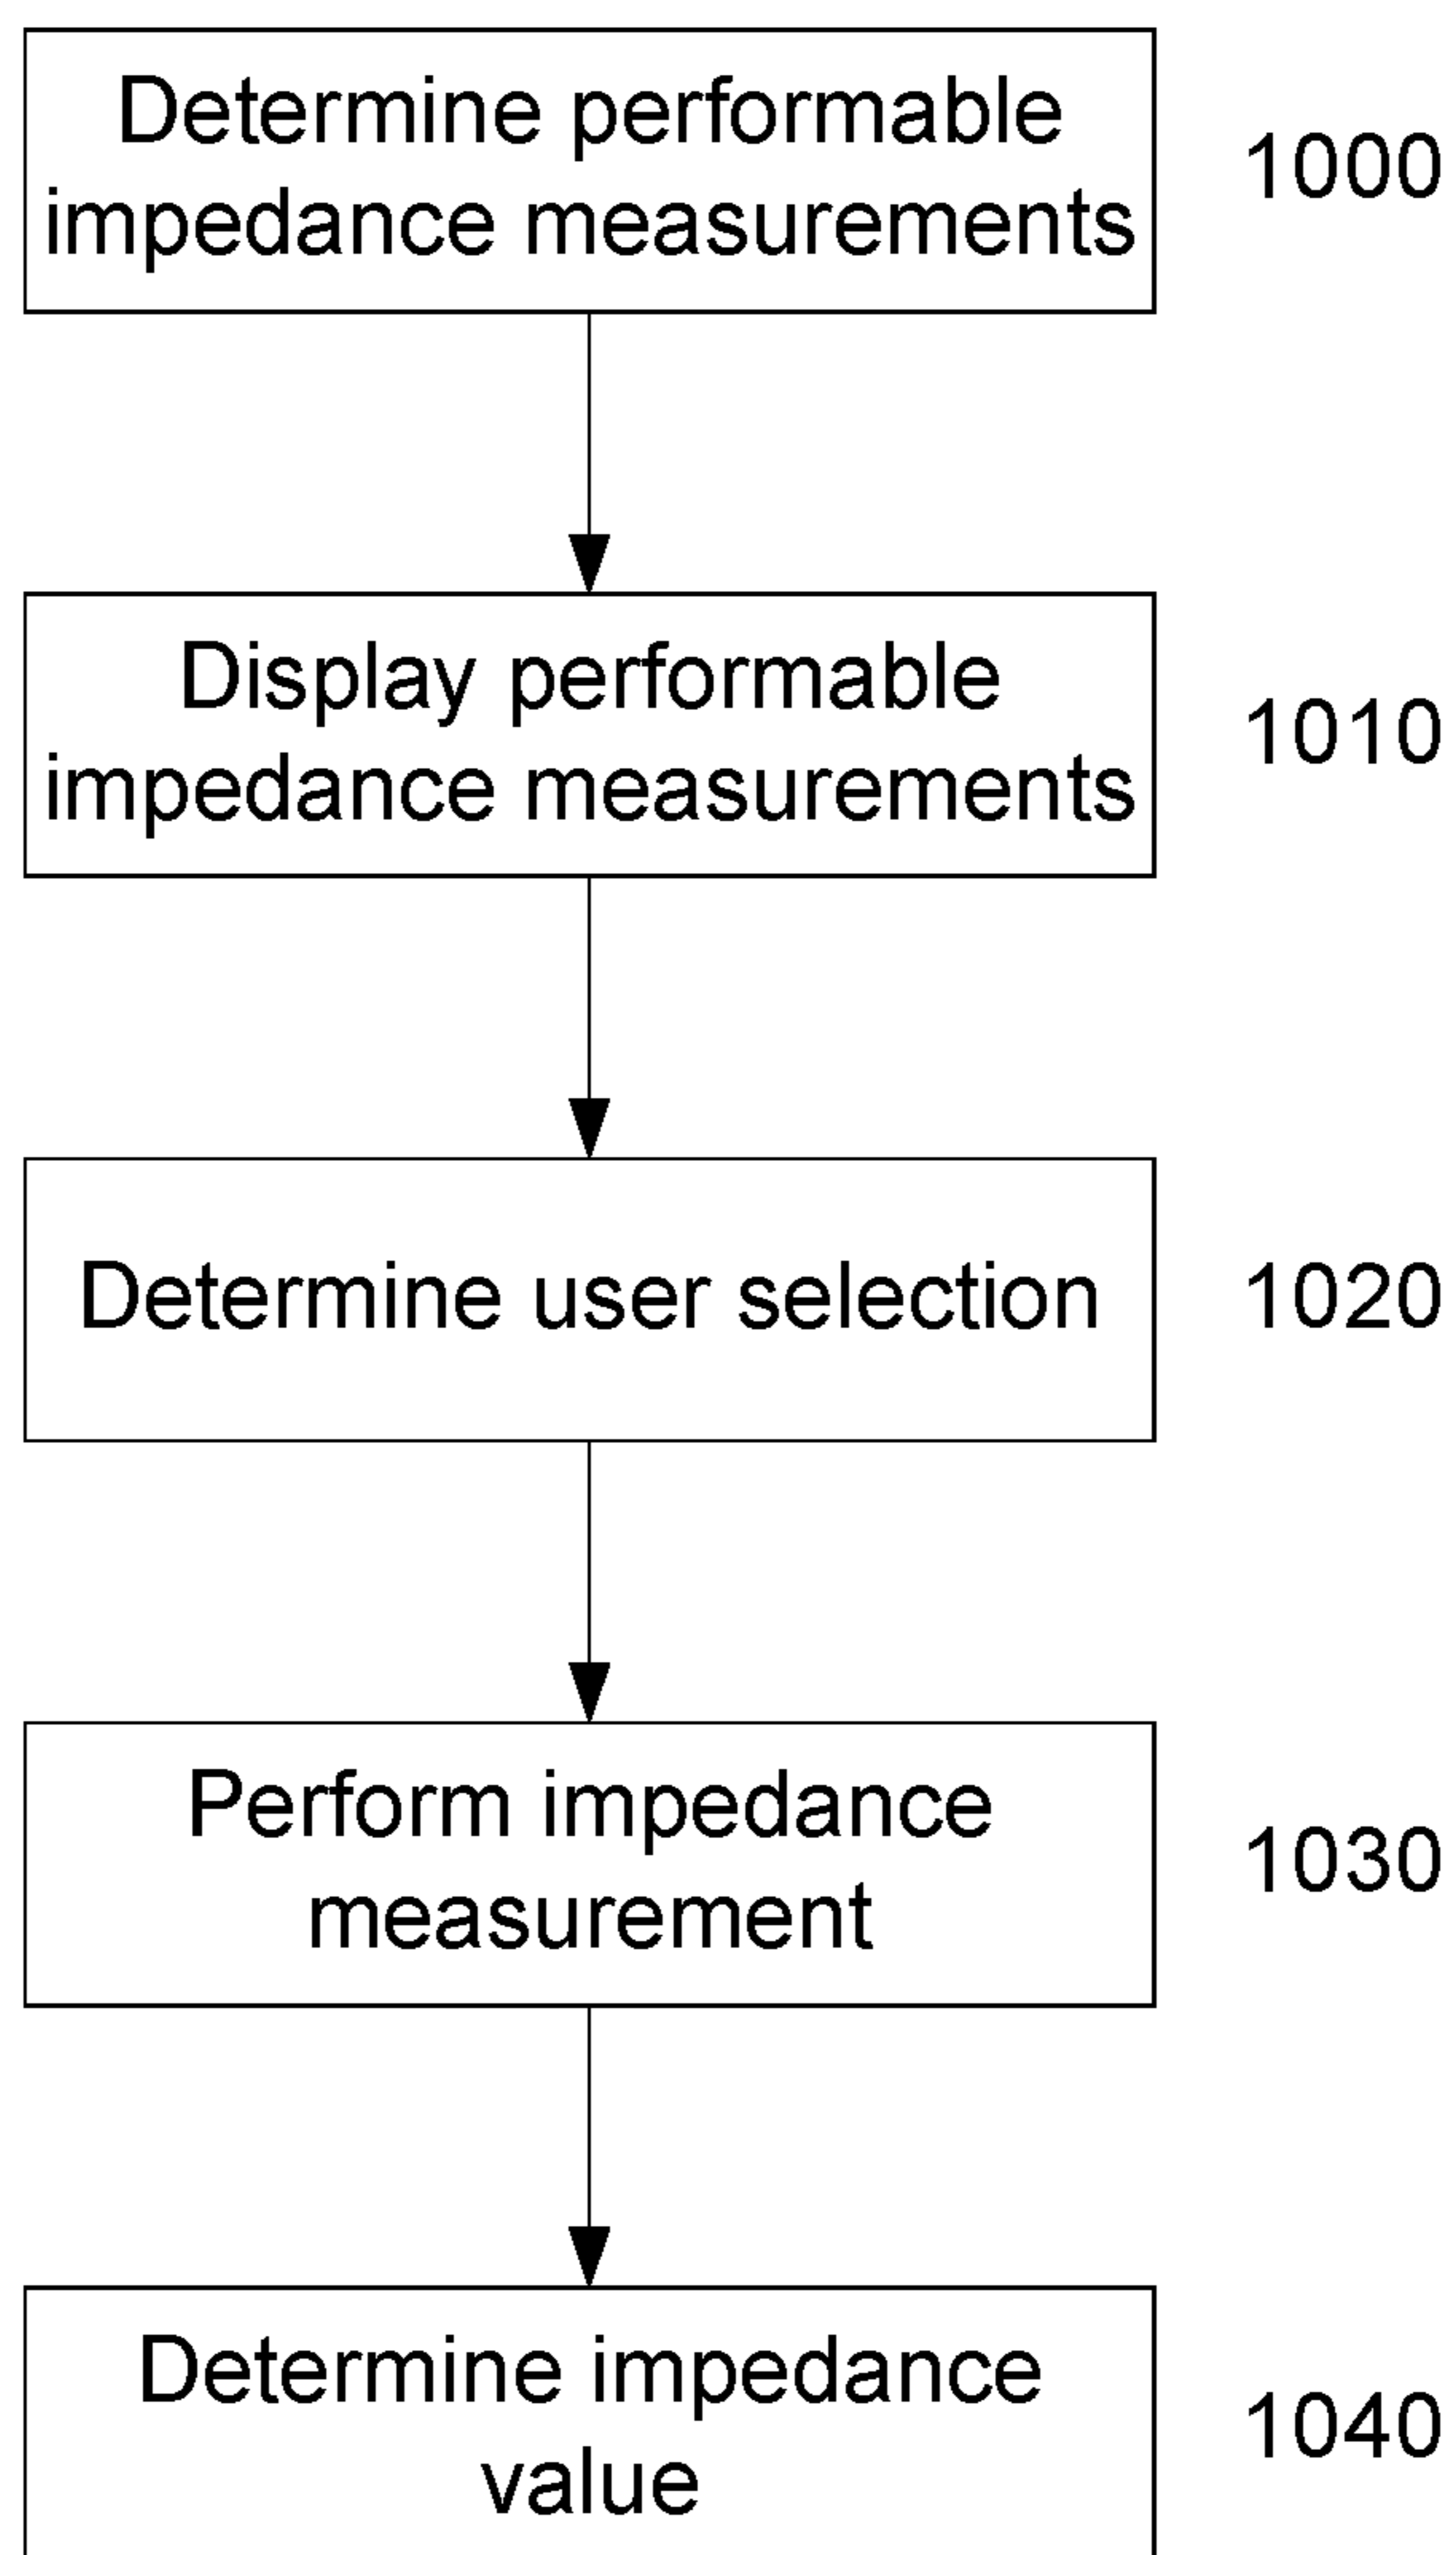 Determine performable
impedance measurements
1000
Display performable
impedance measurements
1010
Determine user selection
1020
Perform impedance
measurement
1030
Determine impedance
value
1040